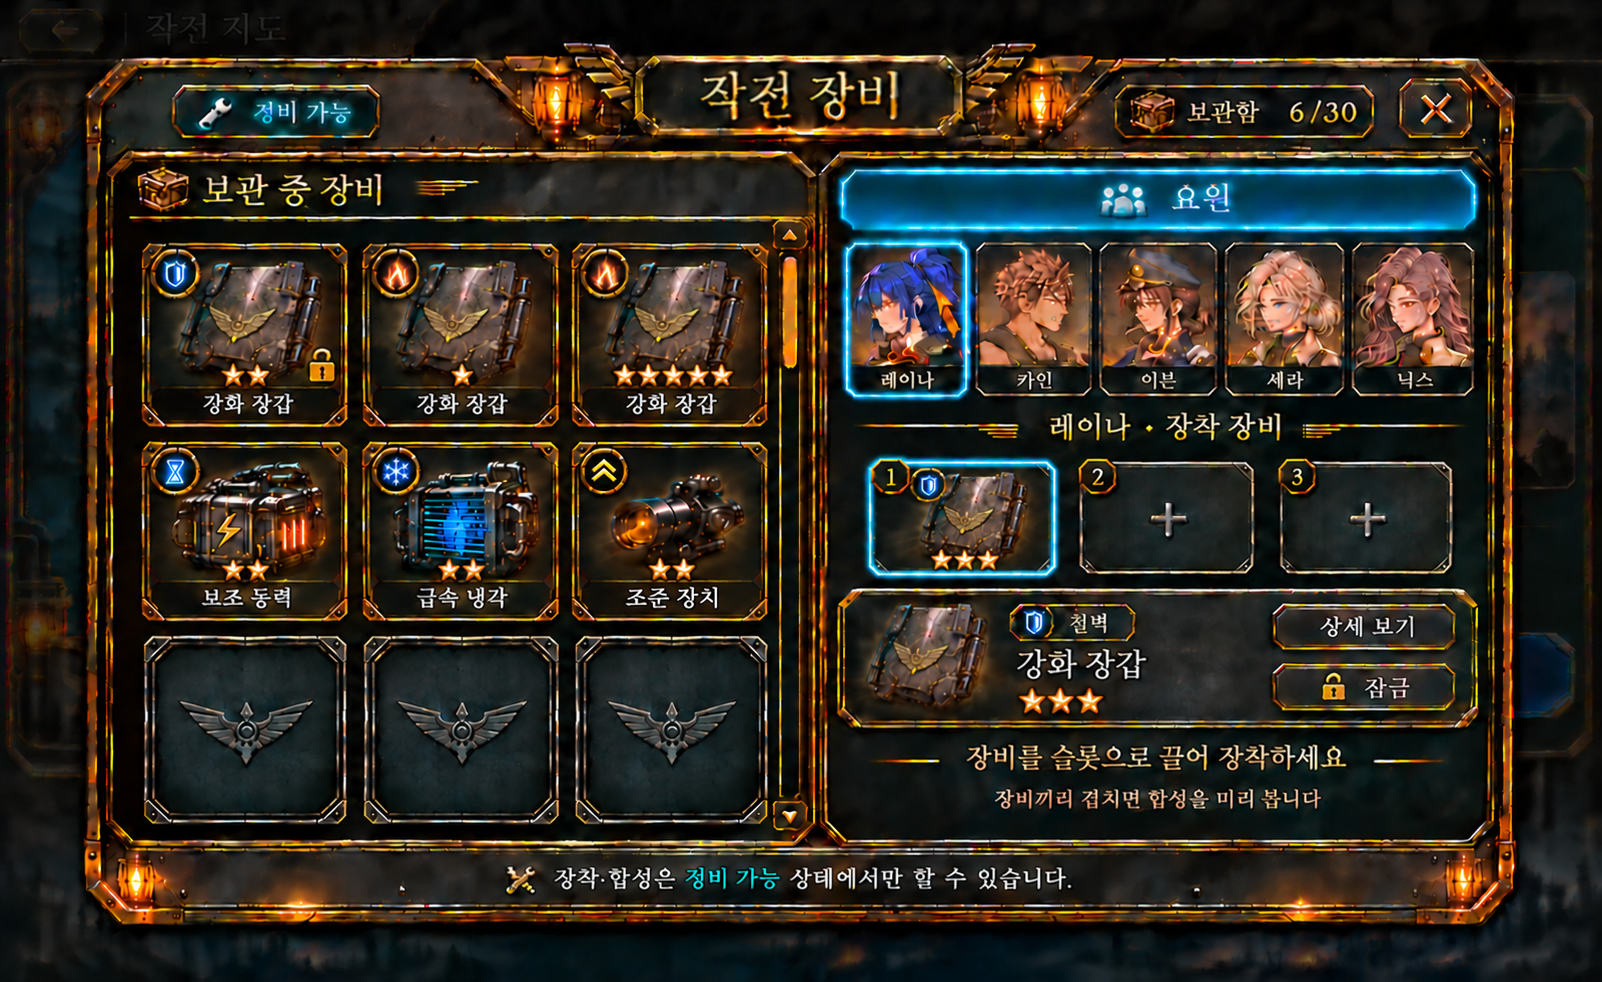 작전 지도
정비 가능
작전 장비
보관함 6/30
보관 중 장비
요원
강화 장갑
강화 장갑
강화 장갑
레이나
카인
이븐
세라
닉스
레이나 · 장착 장비
1
2
3
보조 동력
급속 냉각
조준 장치
철벽
강화 장갑
상세 보기
잠금
장비를 슬롯으로 끌어 장착하세요
장비끼리 겹치면 합성을 미리 봅니다
장착·합성은 정비 가능 상태에서만 할 수 있습니다.